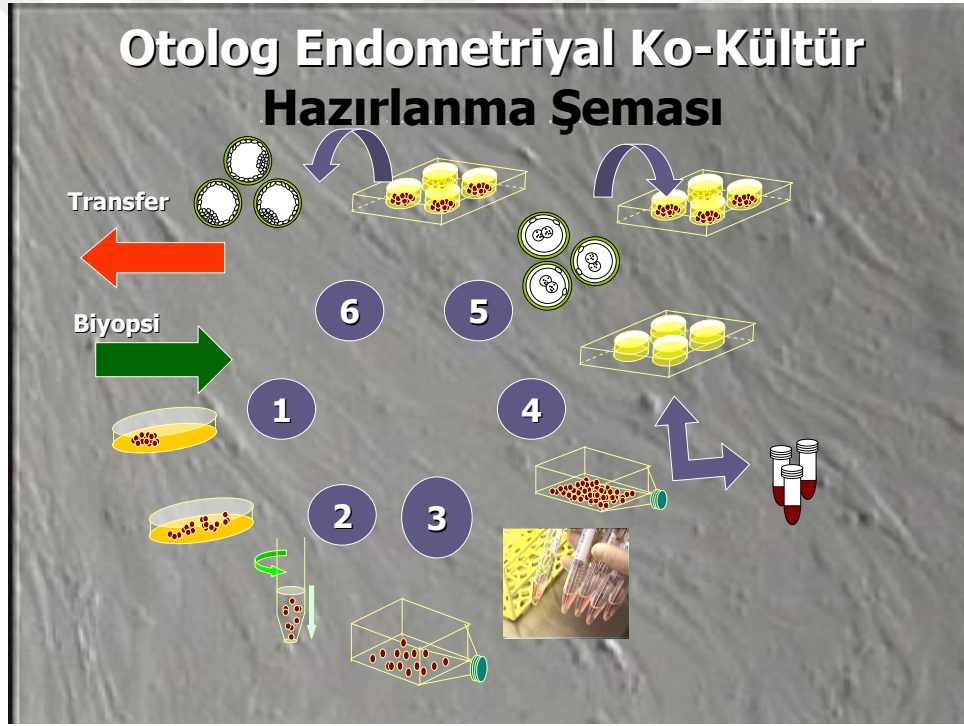 Otolog Endometriyal Ko-Kültür
Hazırlanma Şeması
Transfer
6
5
Biyopsi
1
4
2
3